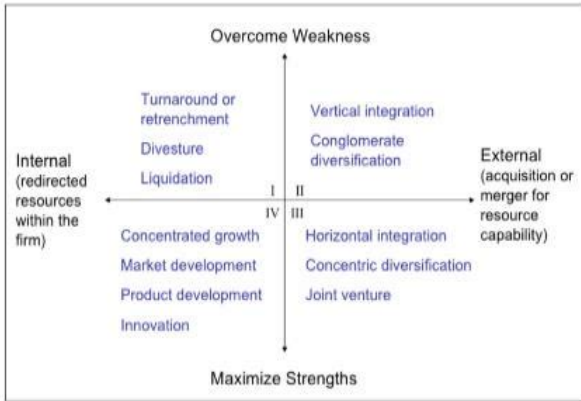 Overcome Weakness
Turnaround or
retrenchment
Divesture
Liquidation
Vertical integration
Conglomerate
diversification
Internal
(redirected
resources
within the
firm)
External
(acquisition or
merger for
resource
capability)
I II
IV III
Concentrated growth
Market development
Product development
Innovation
Horizontal integration
Concentric diversification
Joint venture
Maximize Strengths